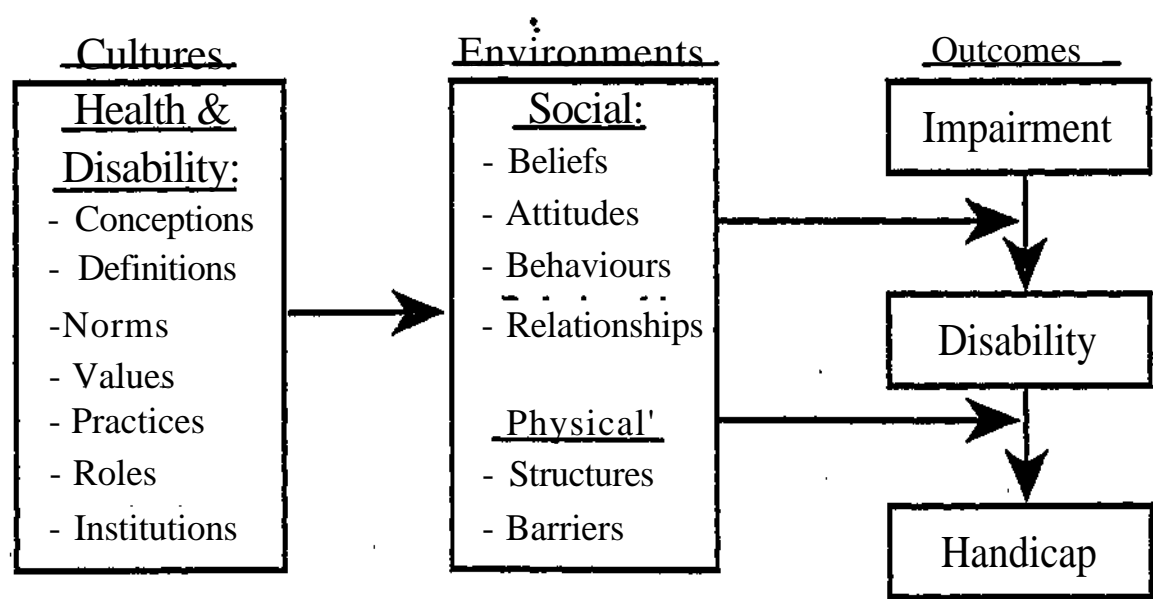 Cultures
Health &
Disability:
- Conceptions
- Definitions
-Norms
- Values
- Practices
- Roles
- Institutions
Environments
Social:
- Beliefs
- Attitudes
- Behaviours
- Relationships
Physical'
- Structures
- Barriers
Outcomes
Impairment
Disability
Handicap